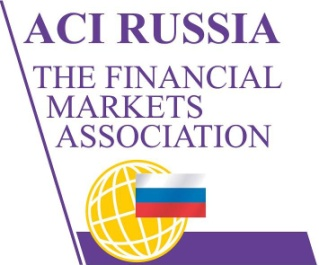 ACI RUSSIA
THE FINANCIAL
MARKETS
ASSOCIATION